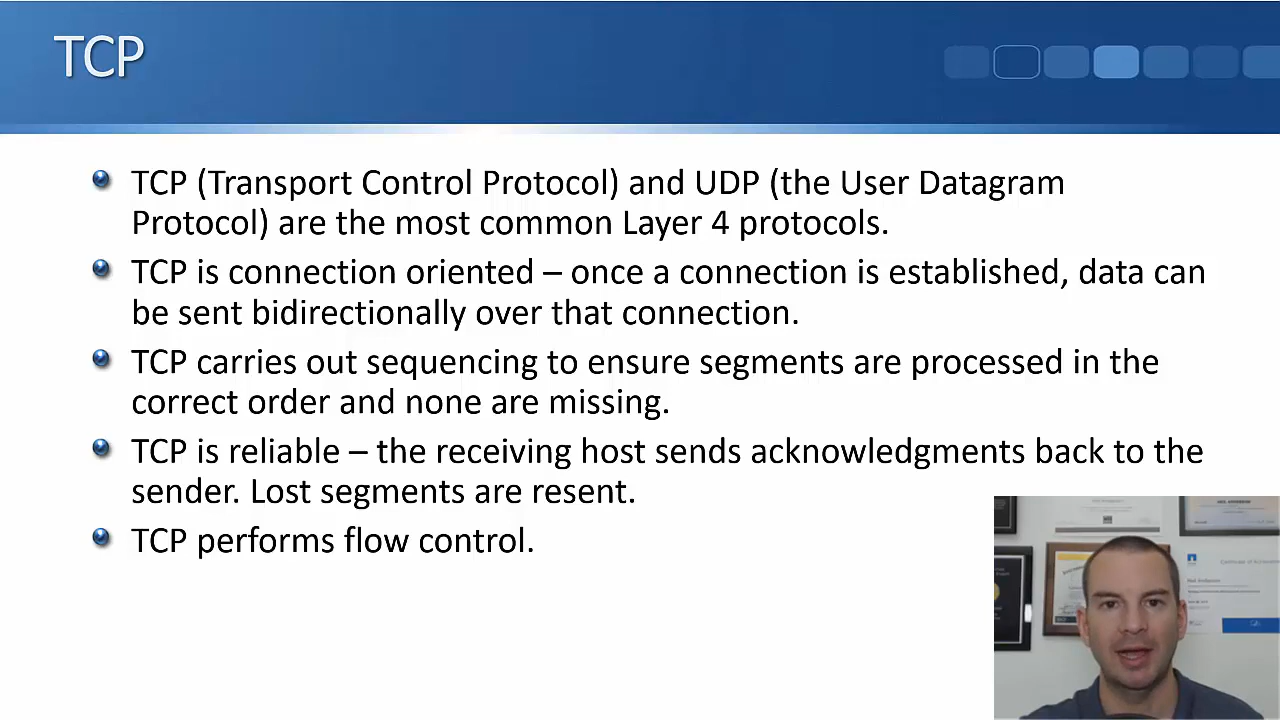 TCP
TCP (Transport Control Protocol) and UDP (the User Datagram
Protocol) are the most common Layer 4 protocols.
TCP is connection oriented – once a connection is established, data can
be sent bidirectionally over that connection.
TCP carries out sequencing to ensure segments are processed in the
correct order and none are missing.
TCP is reliable – the receiving host sends acknowledgments back to the
sender. Lost segments are resent.
TCP performs flow control.